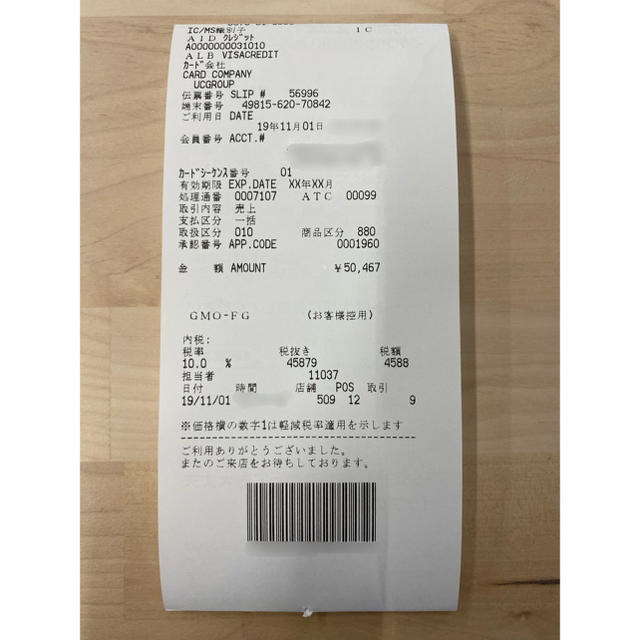 IC/MS識別子 IC
AID クレジット
A0000000031010
ALB VISACREDIT
カード会社
CARD COMPANY
UCGROUP
伝票番号 SLIP # 56996
端末番号 49815-620-70842
ご利用日 DATE
19年11月01日
会員番号 ACCT.#
カードシーケンス番号 01
有効期限 EXP.DATE XX年XX月
処理通番 0007107 ATC 00099
取引内容 売上
支払区分 一括
取扱区分 010 商品区分 880
承認番号 APP.CODE 0001960
金 額 AMOUNT ¥50,467
GMO-FG (お客様控用)
内税:
税率 税抜き 税額
10.0 % 45879 4588
担当者 11037
日付 時間 店舗 POS 取引
19/11/01 509 12 9
※価格横の数字1は軽減税率適用を示します
ご利用ありがとうございました。
またのご来店をお待ちしております。